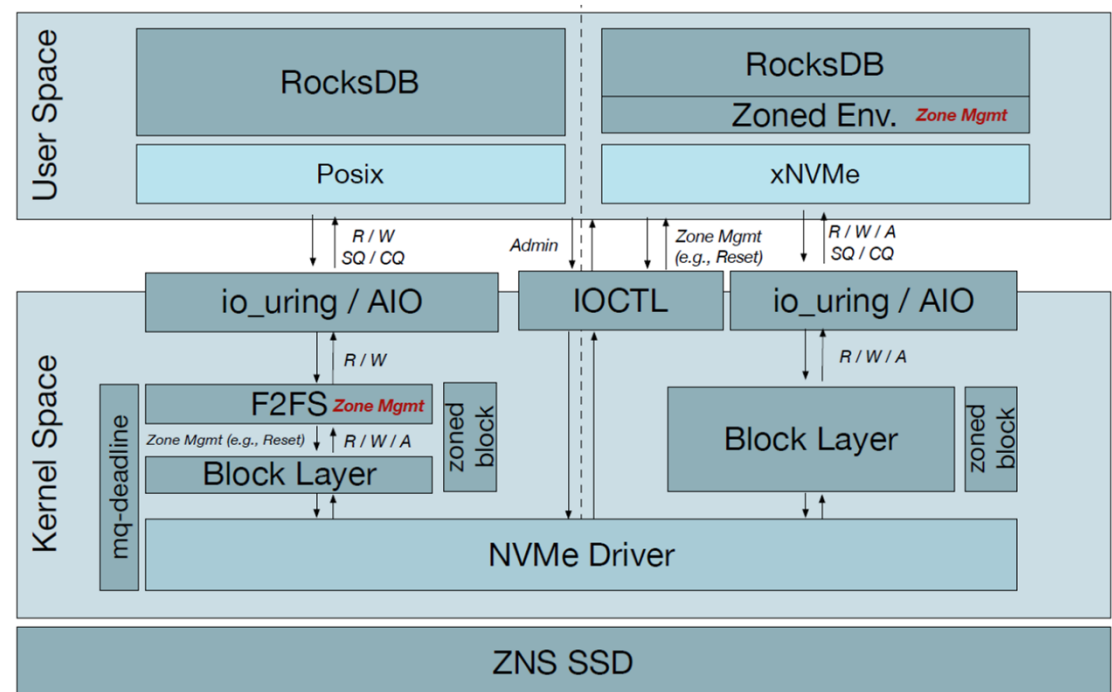 User Space
RocksDB
Posix
RocksDB
Zoned Env. Zone Mgmt
xNVMe
R / W
SQ / CQ
Admin
Zone Mgmt
(e.g., Reset)
R / W / A
SQ / CQ
Kernel Space
io_uring / AIO
IOCTL
io_uring / AIO
R / W
R / W / A
mq-deadline
F2FS Zone Mgmt
Zone Mgmt (e.g., Reset)
R / W / A
Block Layer
zoned
block
Block Layer
zoned
block
NVMe Driver
ZNS SSD